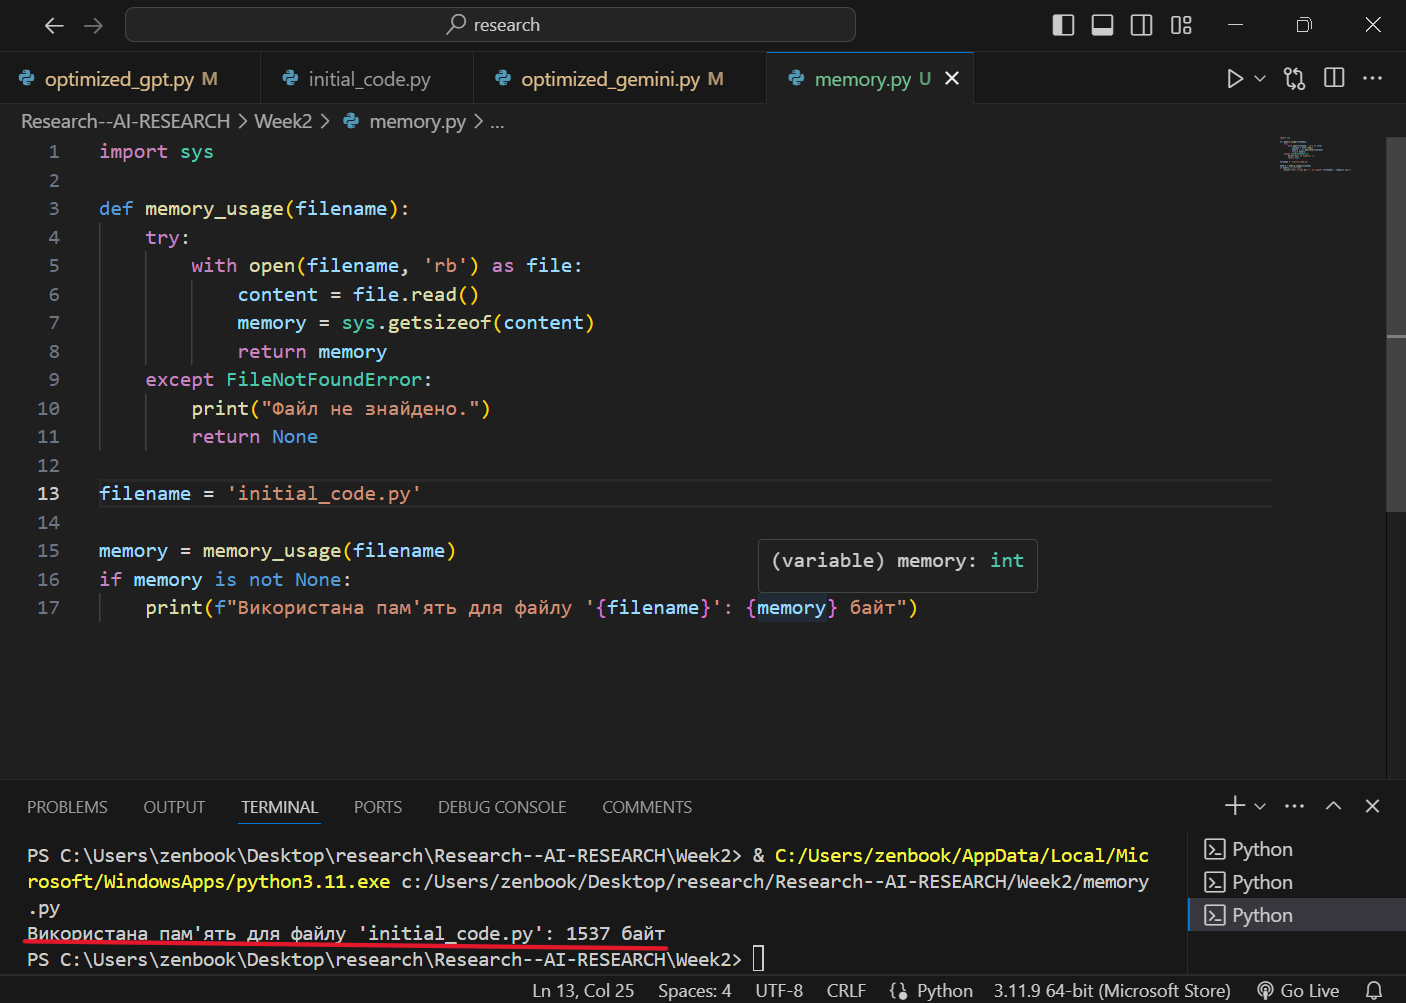 research
optimized_gpt.py M
initial_code.py
optimized_gemini.py M
memory.py U
Research--AI-RESEARCH > Week2 > memory.py > ...
1 import sys
2
3 def memory_usage(filename):
4 try:
5 with open(filename, 'rb') as file:
6 content = file.read()
7 memory = sys.getsizeof(content)
8 return memory
9 except FileNotFoundError:
10 print("Файл не знайдено.")
11 return None
12
13 filename = 'initial_code.py'
14
15 memory = memory_usage(filename)
(variable) memory: int
16 if memory is not None:
17 print(f"Використана пам'ять для файлу '{filename}': {memory} байт")
PROBLEMS OUTPUT TERMINAL PORTS DEBUG CONSOLE COMMENTS
PS C:\Users\zenbook\Desktop\research\Research--AI-RESEARCH\Week2> & C:/Users/zenbook/AppData/Local/Mic
rosoft/WindowsApps/python3.11.exe c:/Users/zenbook/Desktop/research/Research--AI-RESEARCH/Week2/memory
.py
Використана пам'ять для файлу 'initial_code.py': 1537 байт
PS C:\Users\zenbook\Desktop\research\Research--AI-RESEARCH\Week2>
Python
Python
Python
Ln 13, Col 25 Spaces: 4 UTF-8 CRLF Python 3.11.9 64-bit (Microsoft Store) Go Live